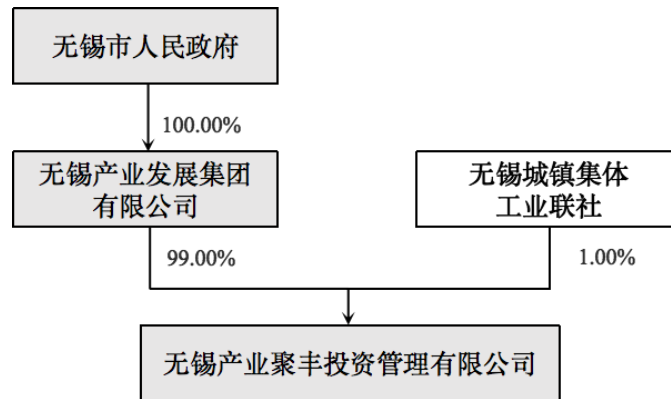 无锡市人民政府
100.00%
无锡产业发展集团
有限公司
无锡城镇集体
工业联社
99.00%
1.00%
无锡产业聚丰投资管理有限公司